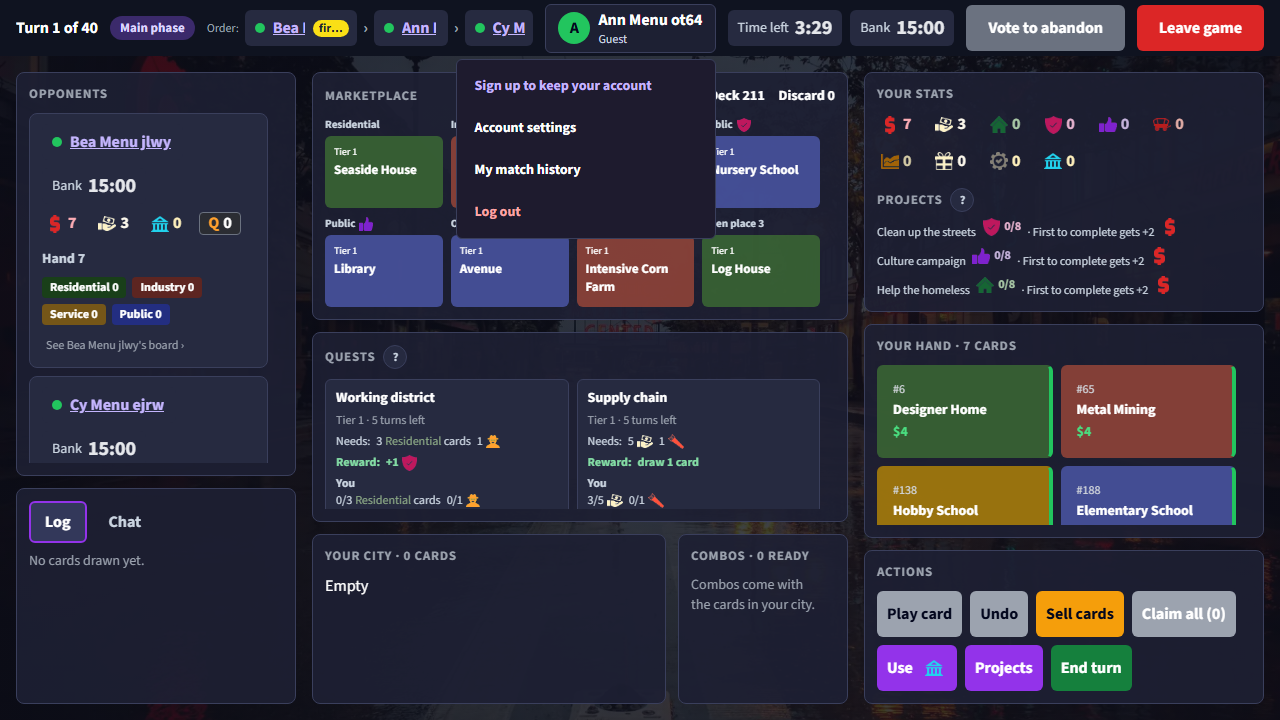 Turn 1 of 40 Main phase Order: Bea fir... › Ann › Cy M
A Ann Menu ot64
Guest
Time left 3:29 Bank 15:00 Vote to abandon Leave game
Sign up to keep your account
Account settings
My match history
Log out
OPPONENTS
Bea Menu jlwy
Bank 15:00
7 3 0 Q 0
Hand 7
Residential 0 Industry 0
Service 0 Public 0
See Bea Menu jlwy's board ›
Cy Menu ejrw
Bank 15:00
Log Chat
No cards drawn yet.
MARKETPLACE Deck 211 Discard 0
Residential
Tier 1
Seaside House
Tier 1
Nursery School
Public
Tier 1
Library
Tier 1
Avenue
Tier 1
Intensive Corn
Farm
en place 3
Tier 1
Log House
QUESTS ?
Working district
Tier 1 · 5 turns left
Needs: 3 Residential cards 1
Reward: +1
You
0/3 Residential cards 0/1
Supply chain
Tier 1 · 5 turns left
Needs: 5 1
Reward: draw 1 card
You
3/5 0/1
YOUR CITY · 0 CARDS
Empty
COMBOS · 0 READY
Combos come with
the cards in your city.
YOUR STATS
7 3 0 0 0 0
0 0 0 0
PROJECTS ?
Clean up the streets 0/8 · First to complete gets +2
Culture campaign 0/8 · First to complete gets +2
Help the homeless 0/8 · First to complete gets +2
YOUR HAND · 7 CARDS
#6
Designer Home
$4
#65
Metal Mining
$4
#138
Hobby School
#188
Elementary School
ACTIONS
Play card Undo Sell cards Claim all (0)
Use Projects End turn